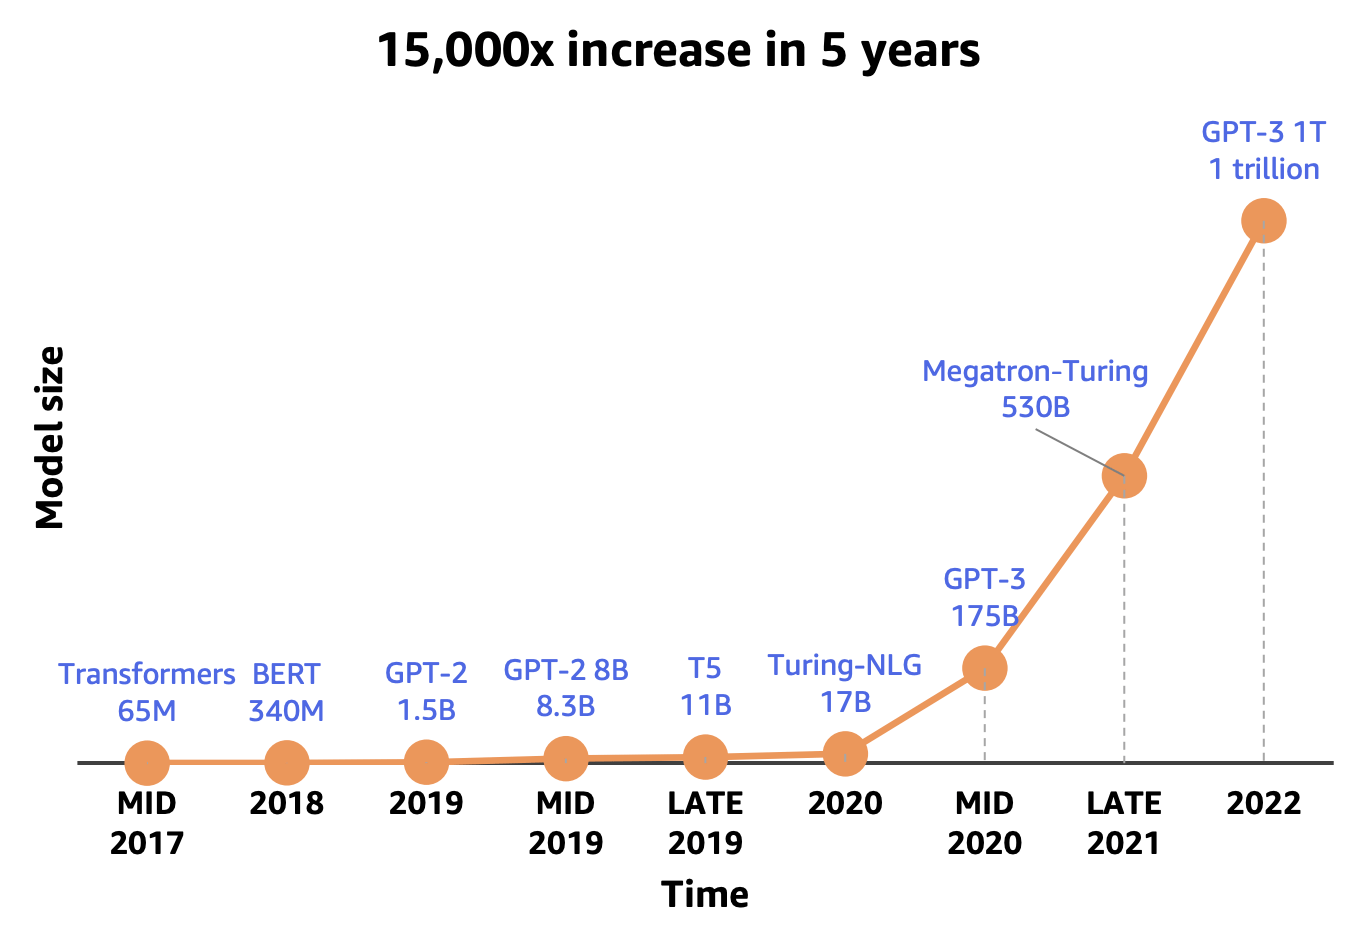 15,000x increase in 5 years
GPT-3 1T
1 trillion
Megatron-Turing
530B
GPT-3
175B
Transformers
65M
BERT
340M
GPT-2
1.5B
GPT-2 8B
8.3B
T5
11B
Turing-NLG
17B
Model size
MID
2017
2018
2019
MID
2019
LATE
2019
2020
MID
2020
LATE
2021
2022
Time